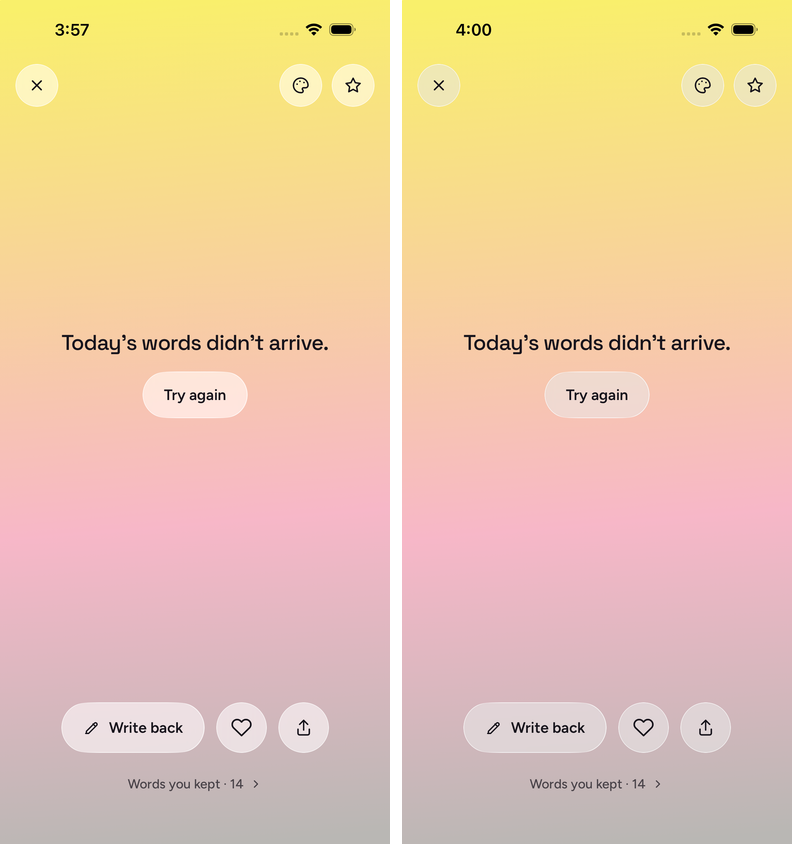 3:57
Today's words didn't arrive.
Try again
Write back
Words you kept · 14
4:00
Today's words didn't arrive.
Try again
Write back
Words you kept · 14